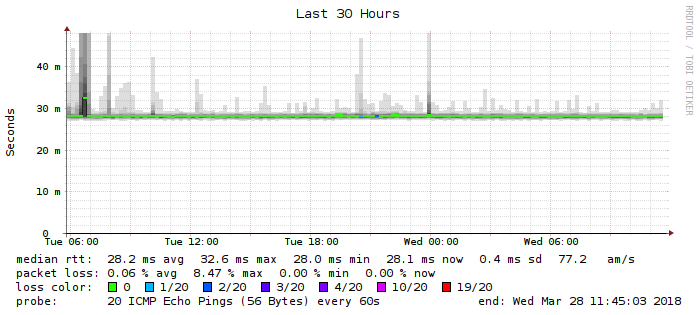 Last 30 Hours
RRDTOOL / TOBI OETIKER
Seconds
40 m
30 m
20 m
10 m
0
Tue 06:00 Tue 12:00 Tue 18:00 Wed 00:00 Wed 06:00
median rtt: 28.2 ms avg 32.6 ms max 28.0 ms min 28.1 ms now 0.4 ms sd 77.2 am/s
packet loss: 0.06 % avg 8.47 % max 0.00 % min 0.00 % now
loss color: 0 1/20 2/20 3/20 4/20 10/20 19/20
probe: 20 ICMP Echo Pings (56 Bytes) every 60s end: Wed Mar 28 11:45:03 2018